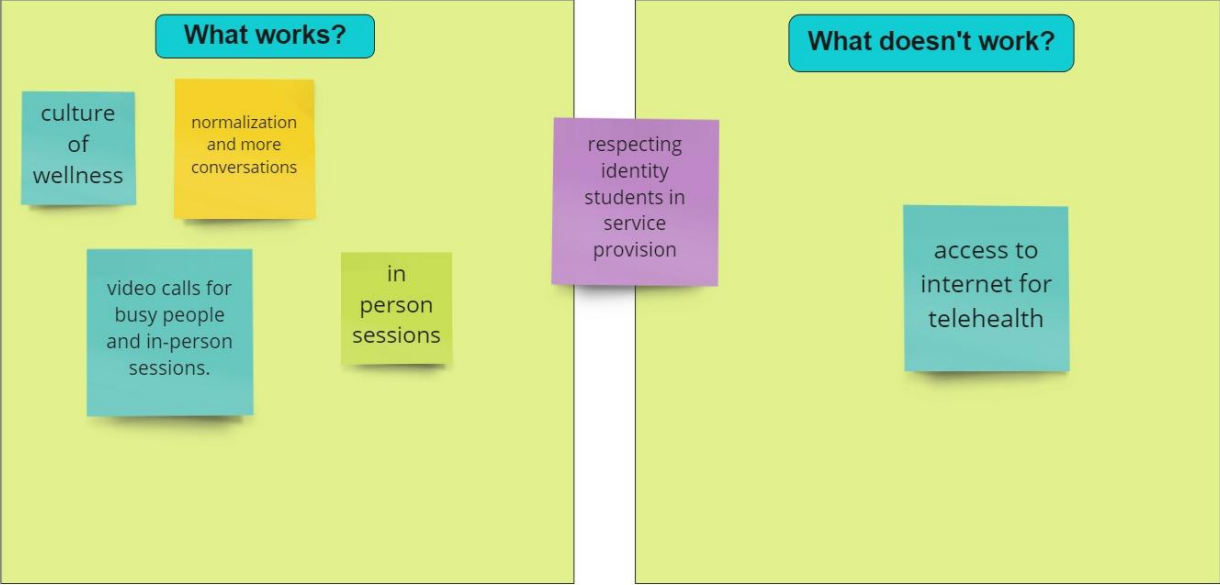 What works?
culture
of
wellness
normalization
and more
conversations
video calls for
busy people
and in-person
sessions.
in
person
sessions
respecting
identity
students in
service
provision
What doesn't work?
access to
internet for
telehealth